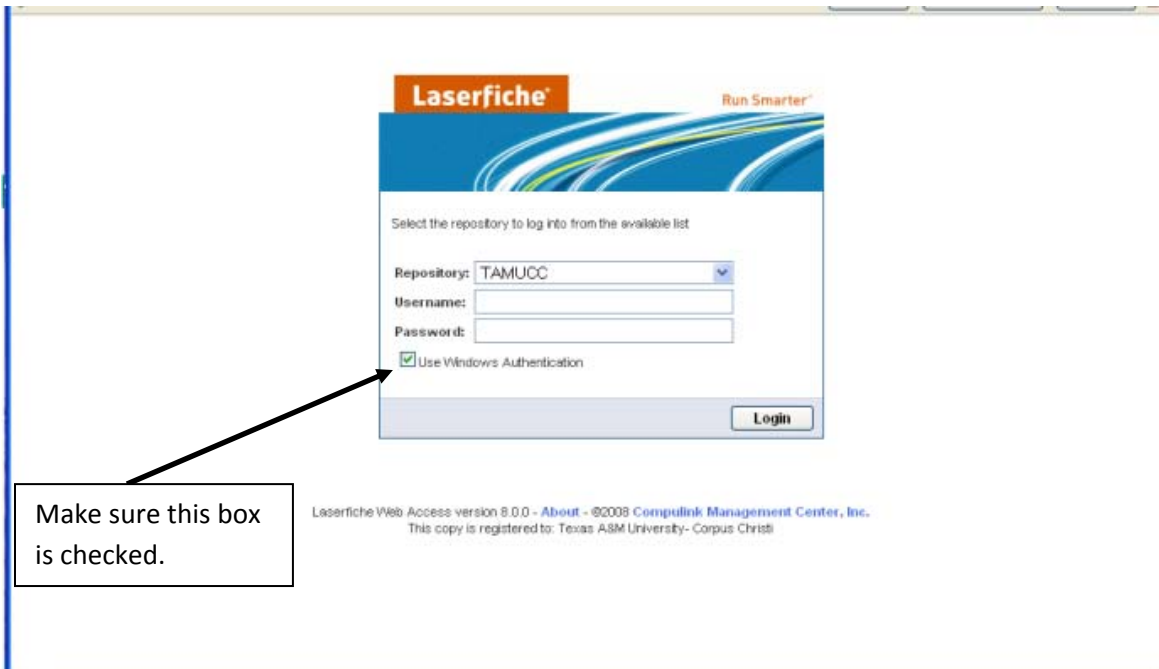 Laserfiche®
Run Smarter™
Select the repository to log into from the available list
Repository: TAMUCC
Username:
Password:
Use Windows Authentication
Login
Make sure this box
is checked.
Laserfiche Web Access version 8.0.0 - About - ©2008 Compulink Management Center, Inc.
This copy is registered to: Texas A&M University- Corpus Christi